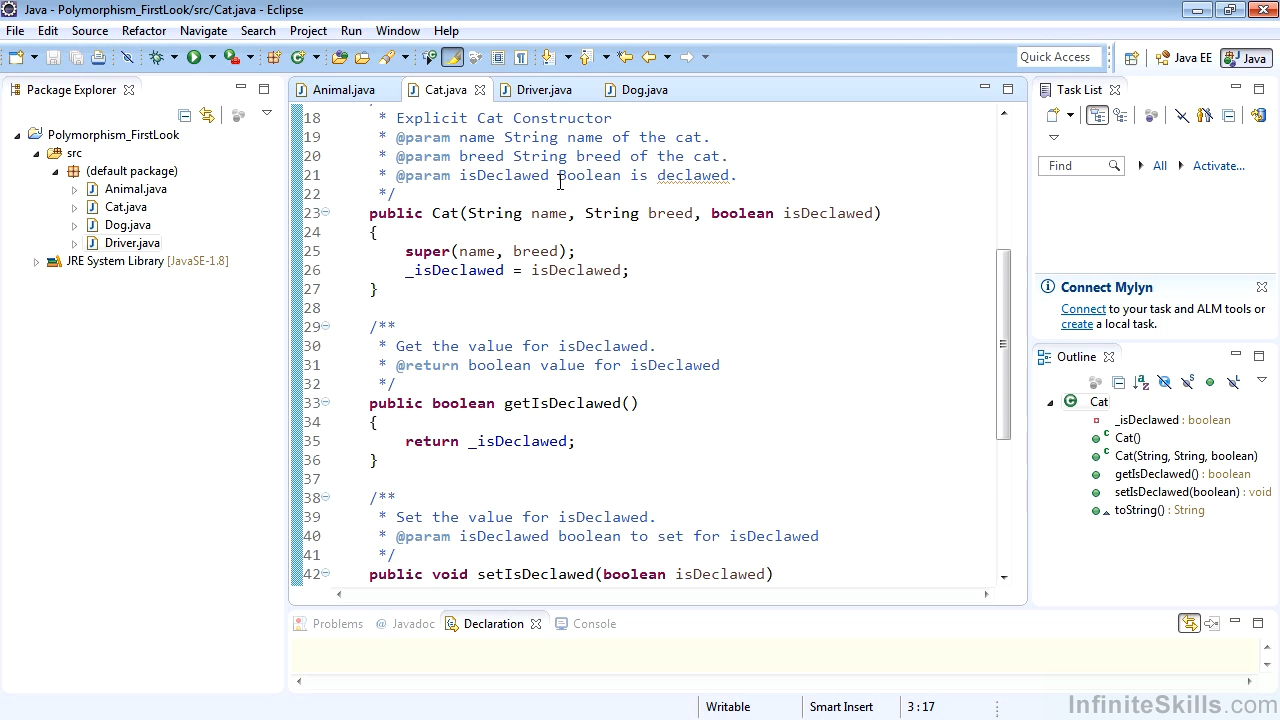 Java - Polymorphism_FirstLook/src/Cat.java - Eclipse
File Edit Source Refactor Navigate Search Project Run Window Help
Quick Access
Java EE
Java
Package Explorer
Polymorphism_FirstLook
src
(default package)
Animal.java
Cat.java
Dog.java
Driver.java
JRE System Library [JavaSE-1.8]
Animal.java Cat.java Driver.java Dog.java
18 * Explicit Cat Constructor
19 * @param name String name of the cat.
20 * @param breed String breed of the cat.
21 * @param isDeclawed Boolean is declawed.
22 */
23 public Cat(String name, String breed, boolean isDeclawed)
24 {
25 super(name, breed);
26 _isDeclawed = isDeclawed;
27 }
28
29 /**
30 * Get the value for isDeclawed.
31 * @return boolean value for isDeclawed
32 */
33 public boolean getIsDeclawed()
34 {
35 return _isDeclawed;
36 }
37
38 /**
39 * Set the value for isDeclawed.
40 * @param isDeclawed boolean to set for isDeclawed
41 */
42 public void setIsDeclawed(boolean isDeclawed)
Task List
Find All Activate...
Connect Mylyn
Connect to your task and ALM tools or
create a local task.
Outline
Cat
_isDeclawed : boolean
Cat()
Cat(String, String, boolean)
getIsDeclawed() : boolean
setIsDeclawed(boolean) : void
toString() : String
Problems @ Javadoc Declaration Console
Writable Smart Insert 3 : 17
InfiniteSkills.com